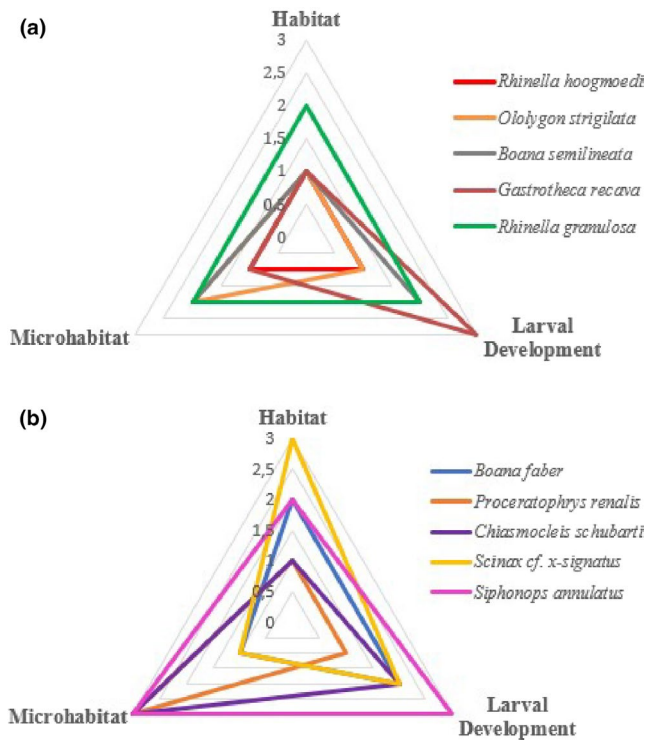 (a)
Habitat
3
2,5
2
1,5
1
0,5
0
Microhabitat
Larval
Development
Rhinella hoogmoedi
Ololygon strigilata
Boana semilineata
Gastrotheca recava
Rhinella granulosa
(b)
Habitat
3
2,5
2
1,5
1
0,5
0
Microhabitat
Larval
Development
Boana faber
Proceratophrys renalis
Chiasmocleis schubarti
Scinax cf. x-signatus
Siphonops annulatus